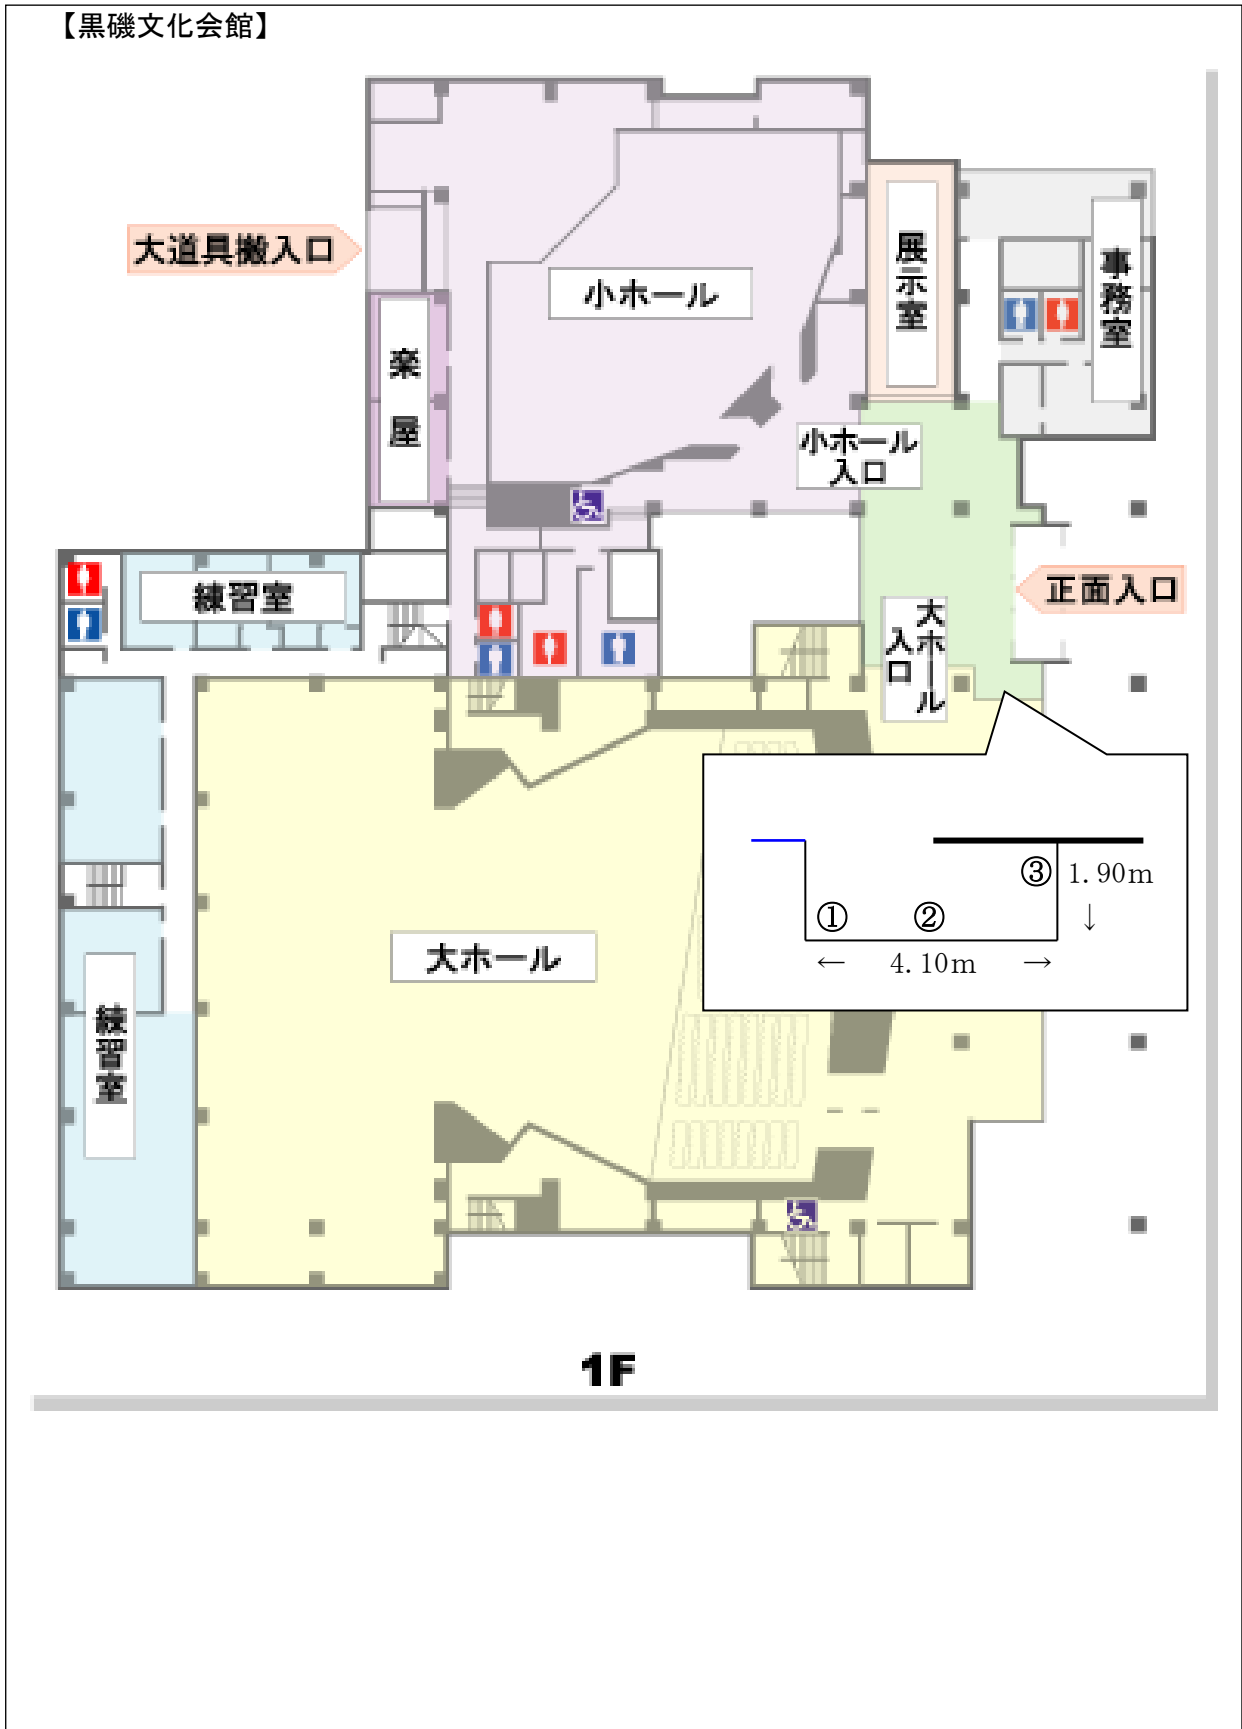 【黒磯文化会館】
大道具搬入口
小ホール
展示室
事務室
楽屋
小ホール
入口
練習室
正面入口
大ホール
入口
③ 1.90m
① ②
↓
← 4.10m →
大ホール
練習室
1F